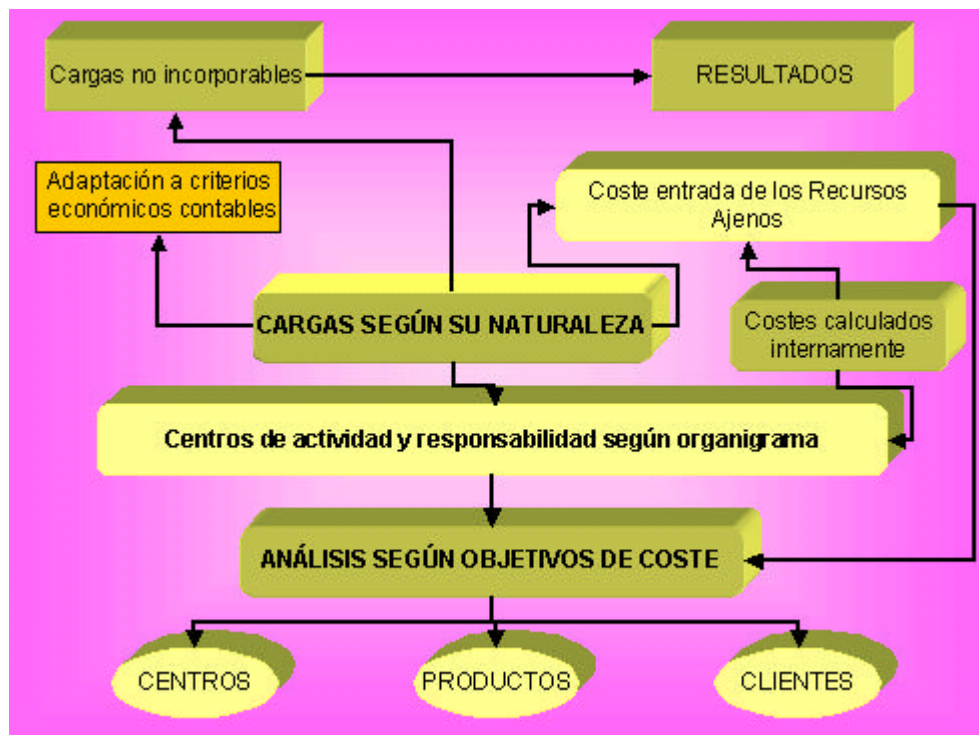 Cargas no incorporables
RESULTADOS
Adaptación a criterios
económicos contables
Coste entrada de los Recursos
Ajenos
CARGAS SEGÚN SU NATURALEZA
Costes calculados
internamente
Centros de actividad y responsabilidad según organigrama
ANÁLISIS SEGÚN OBJETIVOS DE COSTE
CENTROS
PRODUCTOS
CLIENTES